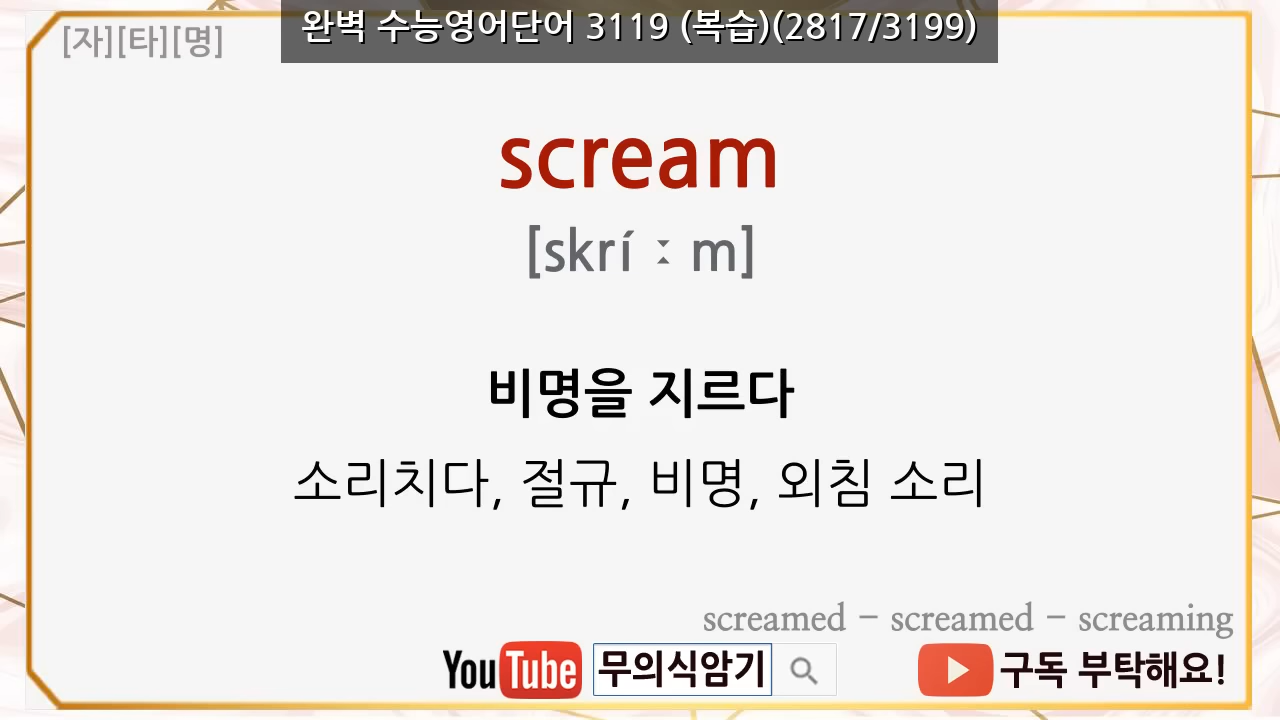 완벽 수능영어단어 3119 (복습)(2817/3199)
[자][타][명]
scream
[skríːm]
비명을 지르다
소리치다, 절규, 비명, 외침 소리
screamed - screamed - screaming
YouTube 무의식암기 구독 부탁해요!